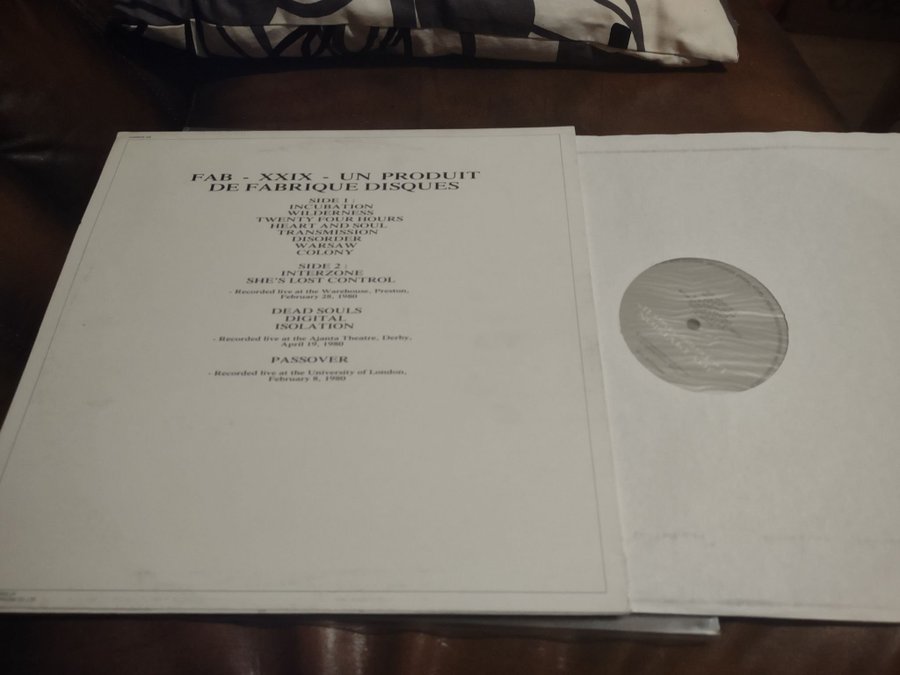 FAB - XXIX - UN PRODUIT
DE FABRIQUE DISQUES
SIDE 1 :
INCUBATION
WILDERNESS
TWENTY FOUR HOURS
HEART AND SOUL
TRANSMISSION
DISORDER
WARSAW
COLONY
SIDE 2 :
INTERZONE
SHE'S LOST CONTROL
- Recorded live at the Warehouse, Preston,
February 28, 1980
DEAD SOULS
DIGITAL
ISOLATION
- Recorded live at the Ajanta Theatre, Derby,
April 19, 1980
PASSOVER
- Recorded live at the University of London,
February 8, 1980